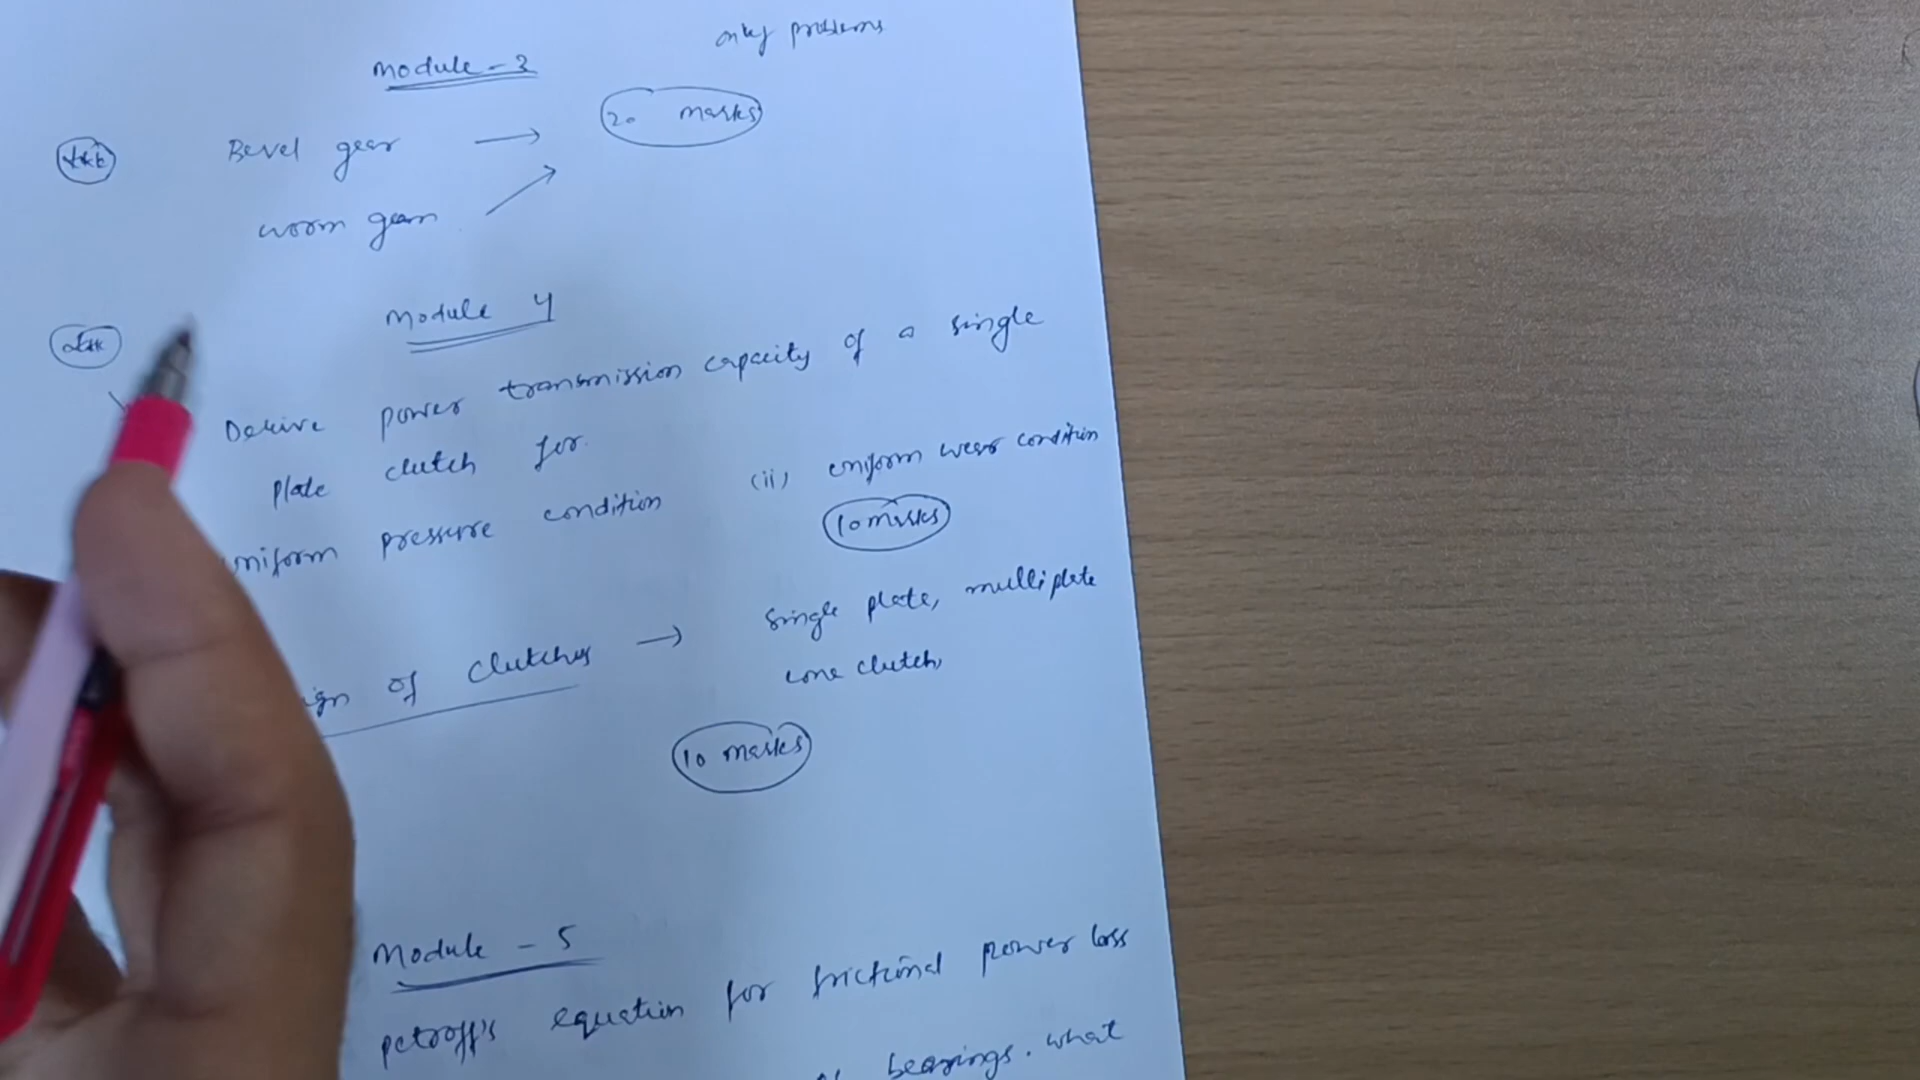 only problems
Module - 3
Bevel gear → 20 marks
worm gear
Module 4
Derive power transmission capacity of a single
plate clutch for
uniform pressure condition (ii) uniform wear condition
10 marks
of clutches → Single plate, multiplate
cone clutch,
10 marks
Module - 5
petroff's equation for frictional power loss
bearings. what